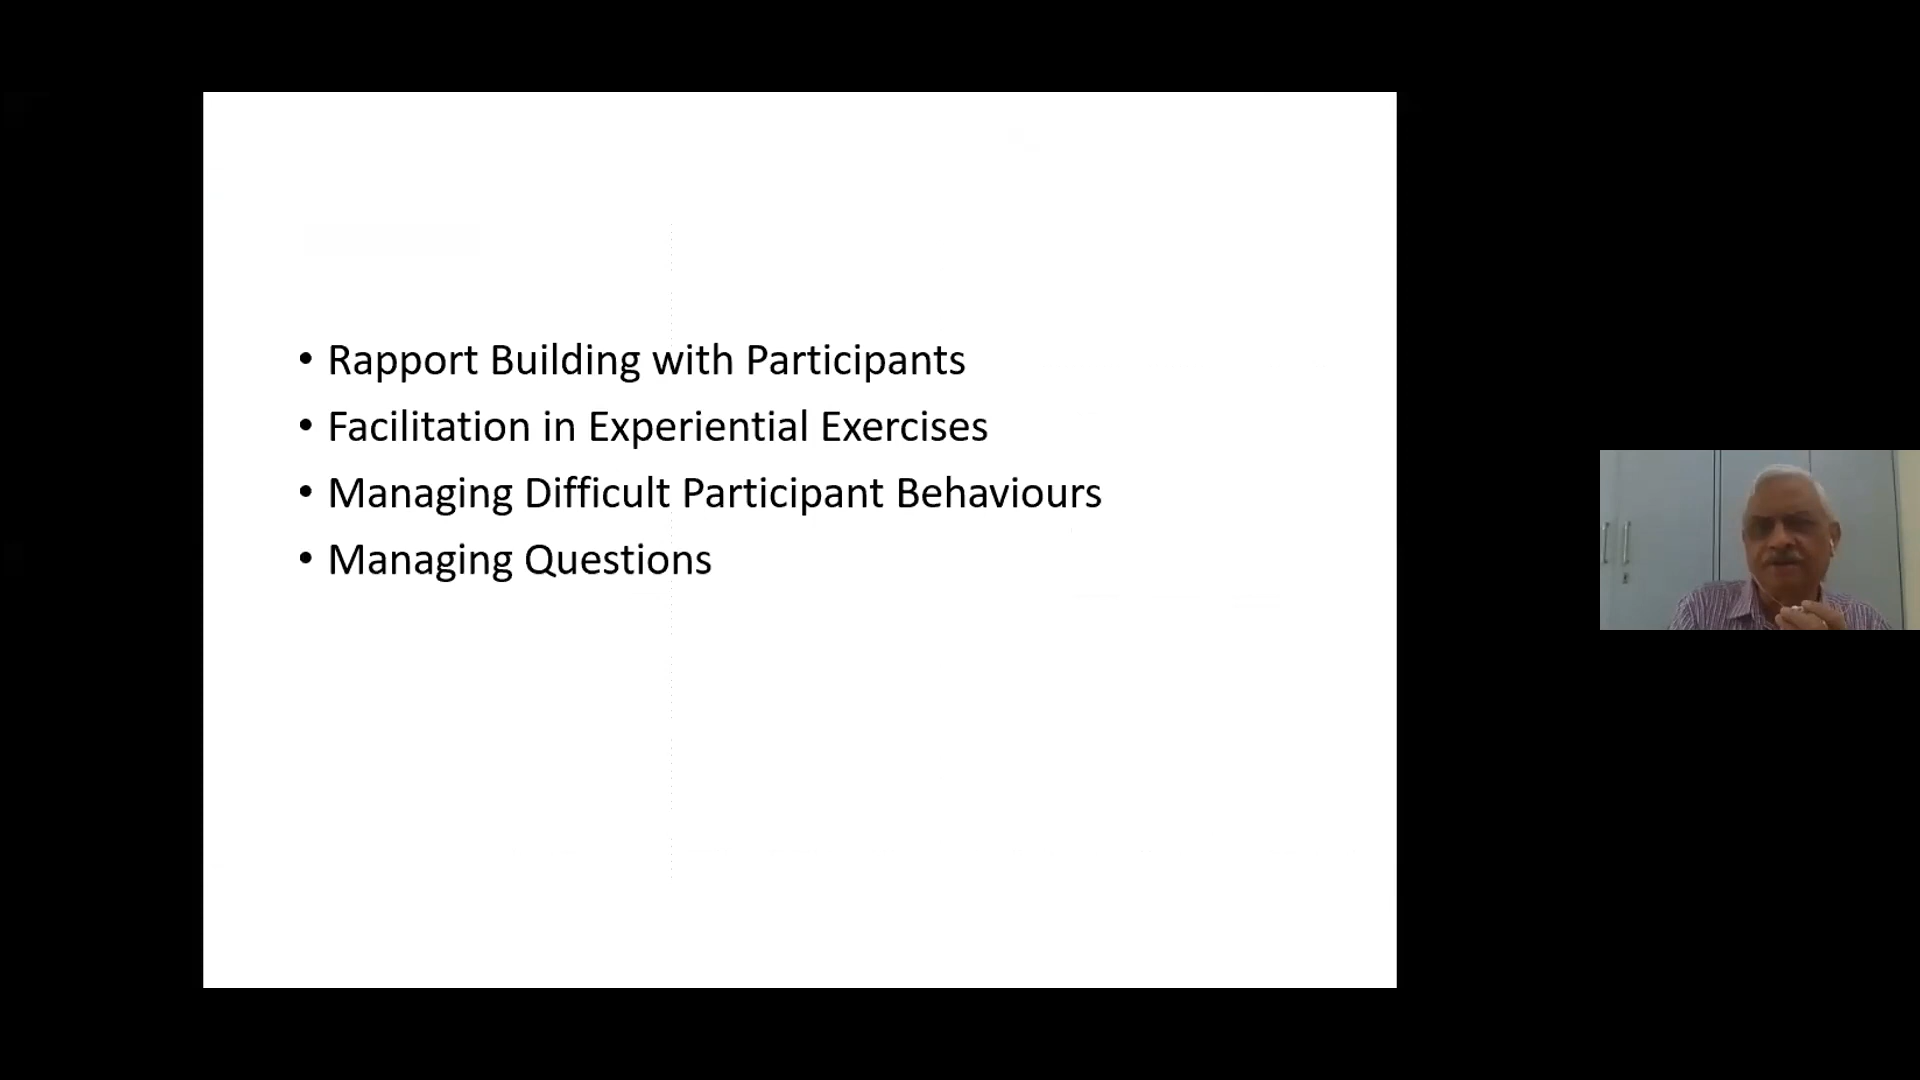 • Rapport Building with Participants
• Facilitation in Experiential Exercises
• Managing Difficult Participant Behaviours
• Managing Questions